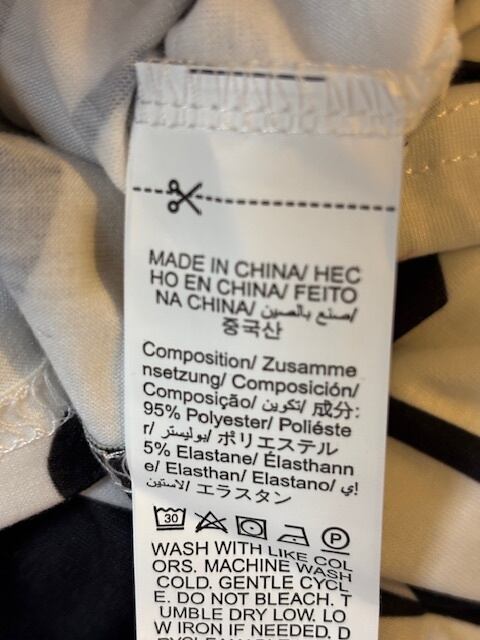 MADE IN CHINA/ HEC
HO EN CHINA/ FEITO
NA CHINA/ صنع بالصين/
중국산
Composition/ Zusamme
nsetzung/ Composición/
Composição/ تكوين/ 成分:
95% Polyester/ Poliéste
r/ بوليستر/ ポリエステル
5% Elastane/ Élasthann
e/ Elasthan/ Elastano/ إي
لاستين/ エラスタン
30 P
WASH WITH LIKE COL
ORS. MACHINE WASH
COLD. GENTLE CYCL
E. DO NOT BLEACH. T
UMBLE DRY LOW. LO
W IRON IF NEEDED. D